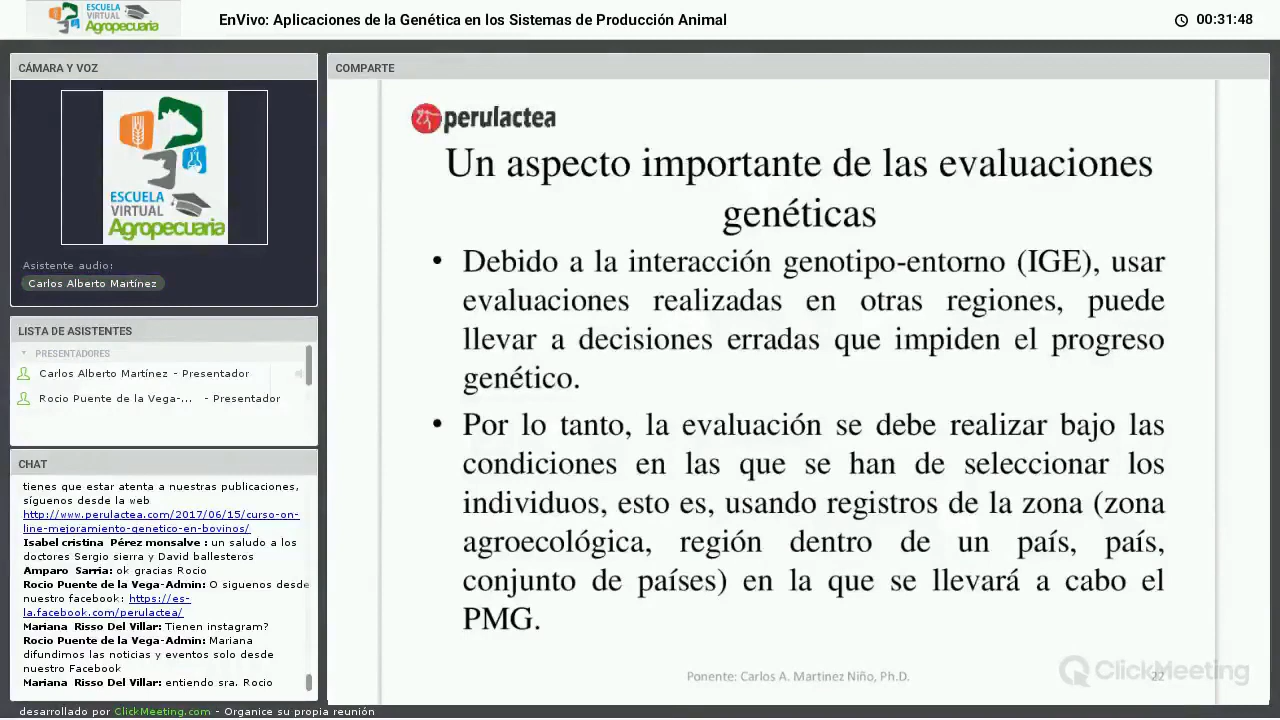 ESCUELA
VIRTUAL
Agropecuaria
EnVivo: Aplicaciones de la Genética en los Sistemas de Producción Animal
00:31:48
CÁMARA Y VOZ
ESCUELA
VIRTUAL
Agropecuaria
Asistente audio:
Carlos Alberto Martínez
LISTA DE ASISTENTES
PRESENTADORES
Carlos Alberto Martínez - Presentador
Rocio Puente de la Vega-... - Presentador
CHAT
tienes que estar atenta a nuestras publicaciones,
síguenos desde la web
http://www.perulactea.com/2017/06/15/curso-on-
line-mejoramiento-genetico-en-bovinos/
Isabel cristina Pérez monsalve : un saludo a los
doctores Sergio sierra y David ballesteros
Amparo Sarria: ok gracias Rocio
Rocio Puente de la Vega-Admin: O siguenos desde
nuestro facebook: https://es-
la.facebook.com/perulactea/
Mariana Risso Del Villar: Tienen instagram?
Rocio Puente de la Vega-Admin: Mariana
difundimos las noticias y eventos solo desde
nuestro Facebook
Mariana Risso Del Villar: entiendo sra. Rocio
COMPARTE
perulactea
Un aspecto importante de las evaluaciones
genéticas
• Debido a la interacción genotipo-entorno (IGE), usar
evaluaciones realizadas en otras regiones, puede
llevar a decisiones erradas que impiden el progreso
genético.
• Por lo tanto, la evaluación se debe realizar bajo las
condiciones en las que se han de seleccionar los
individuos, esto es, usando registros de la zona (zona
agroecológica, región dentro de un país, país,
conjunto de países) en la que se llevará a cabo el
PMG.
Ponente: Carlos A. Martinez Niño, Ph.D.
22
ClickMeeting
desarrollado por ClickMeeting.com - Organice su propia reunión